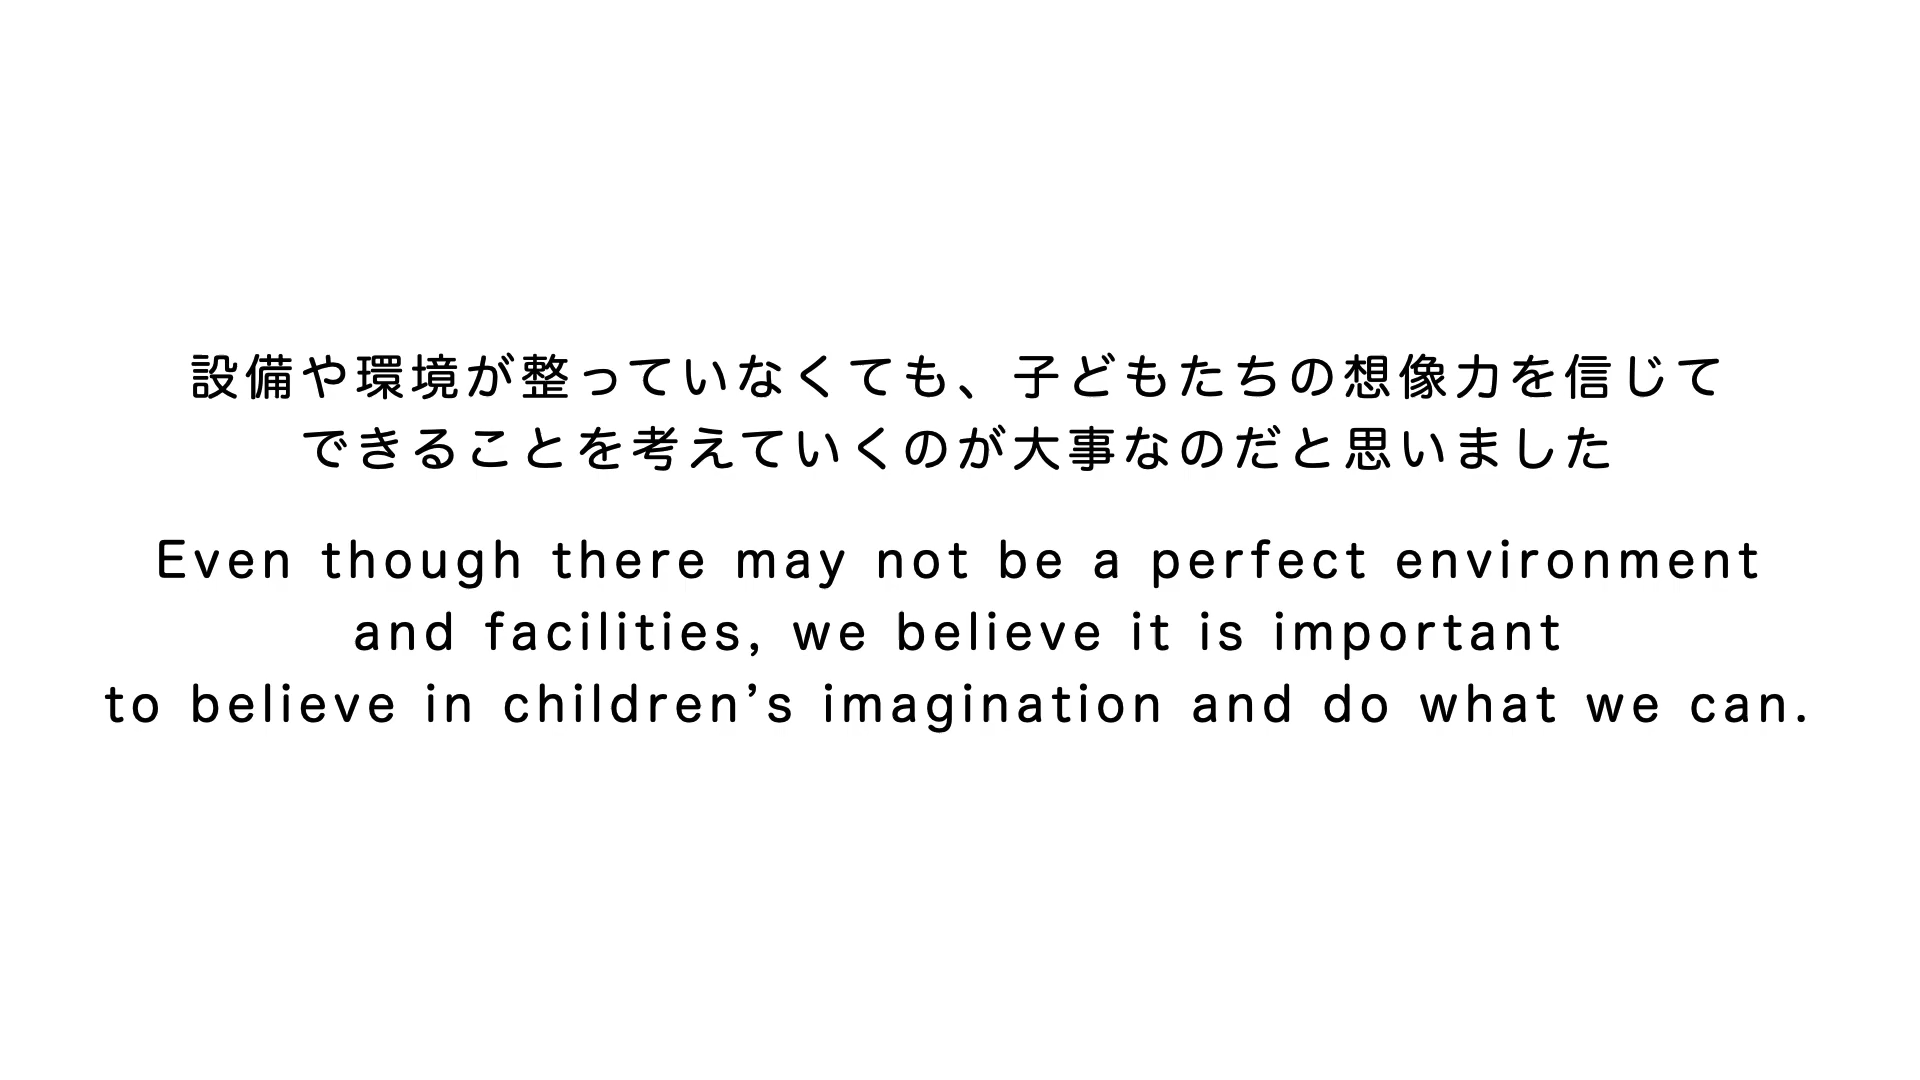 設備や環境が整っていなくても、子どもたちの想像力を信じて
できることを考えていくのが大事なのだと思いました
Even though there may not be a perfect environment
and facilities, we believe it is important
to believe in children’s imagination and do what we can.